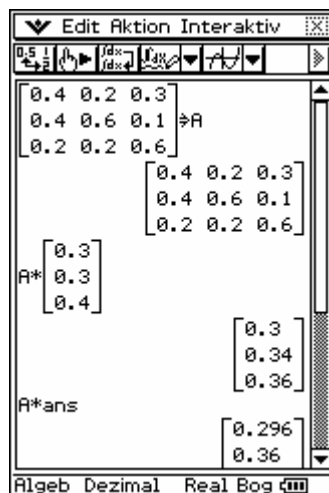 Edit Aktion Interaktiv
0.4 0.2 0.3
0.4 0.6 0.1 ⇒A
0.2 0.2 0.6
0.4 0.2 0.3
0.4 0.6 0.1
0.2 0.2 0.6
0.3
A* 0.3
0.4
0.3
0.34
0.36
A*ans
0.296
0.36
Algeb Dezimal Real Bog